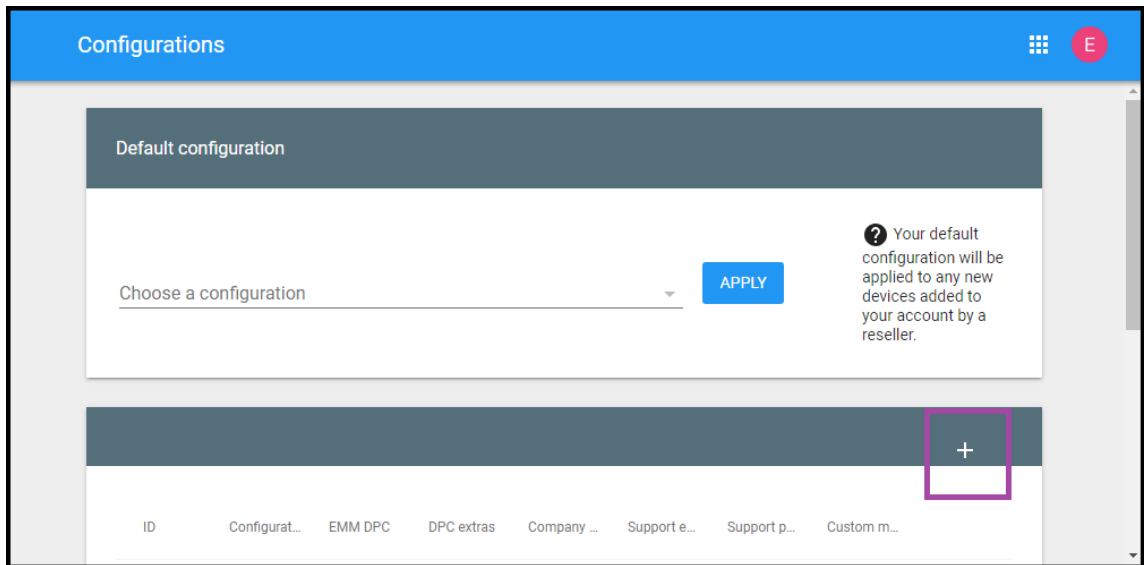 Configurations
E
Default configuration
Choose a configuration
APPLY
? Your default
configuration will be
applied to any new
devices added to
your account by a
reseller.
+
ID Configurat... EMM DPC DPC extras Company ... Support e... Support p... Custom m...